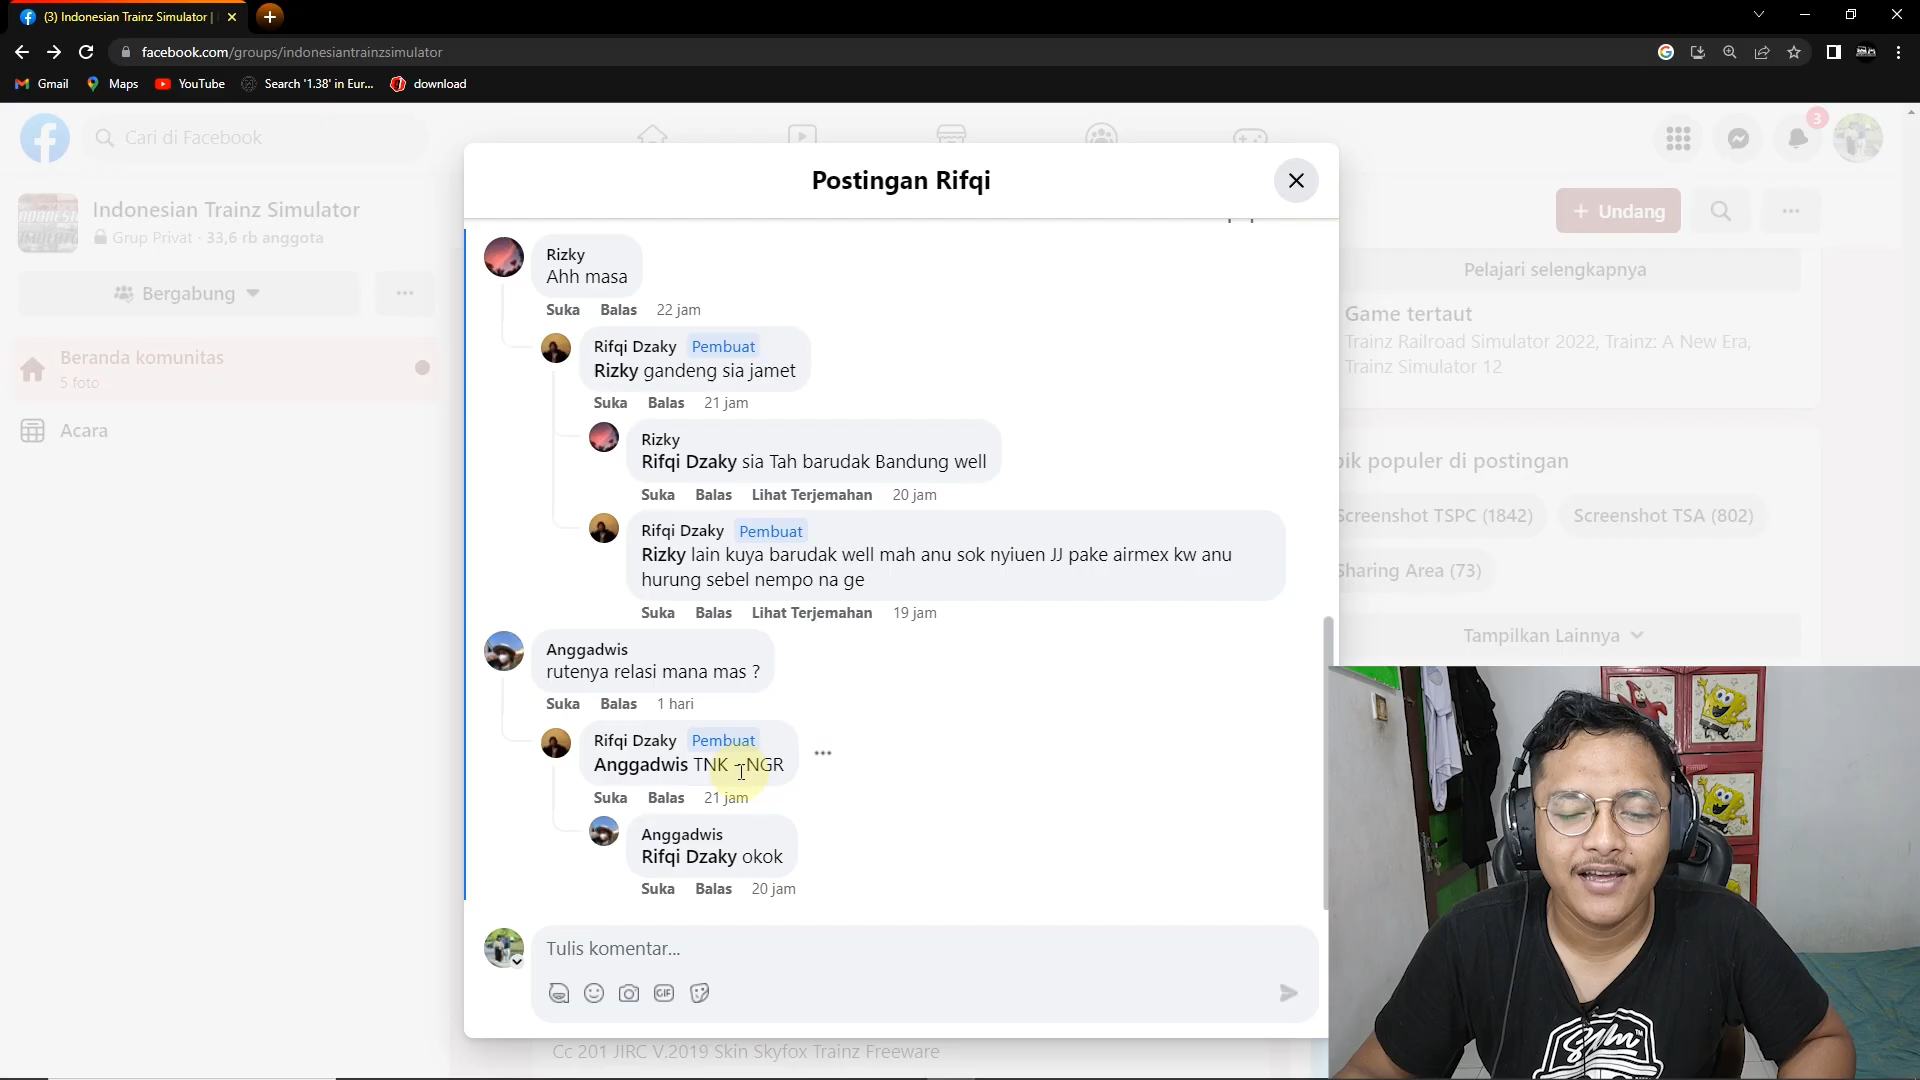 (3) Indonesian Trainz Simulator |
facebook.com/groups/indonesiantrainzsimulator
Gmail
Maps
YouTube
Search '1.38' in Eur...
download
Cari di Facebook
3
Indonesian Trainz Simulator
Grup Privat · 33,6 rb anggota
Bergabung
Beranda komunitas
5 foto
Acara
+ Undang
Postingan Rifqi
Rizky
Ahh masa
Suka Balas 22 jam
Rifqi Dzaky Pembuat
Rizky gandeng sia jamet
Suka Balas 21 jam
Rizky
Rifqi Dzaky sia Tah barudak Bandung well
Suka Balas Lihat Terjemahan 20 jam
Rifqi Dzaky Pembuat
Rizky lain kuya barudak well mah anu sok nyiuen JJ pake airmex kw anu
hurung sebel nempo na ge
Suka Balas Lihat Terjemahan 19 jam
Anggadwis
rutenya relasi mana mas ?
Suka Balas 1 hari
Rifqi Dzaky Pembuat
Anggadwis TNK - NGR
Suka Balas 21 jam
Anggadwis
Rifqi Dzaky okok
Suka Balas 20 jam
Tulis komentar...
GIF
Cc 201 JIRC V.2019 Skin Skyfox Trainz Freeware
Pelajari selengkapnya
Game tertaut
Trainz Railroad Simulator 2022, Trainz: A New Era,
Trainz Simulator 12
populer di postingan
Screenshot TSPC (1842)
Screenshot TSA (802)
Sharing Area (73)
Tampilkan Lainnya